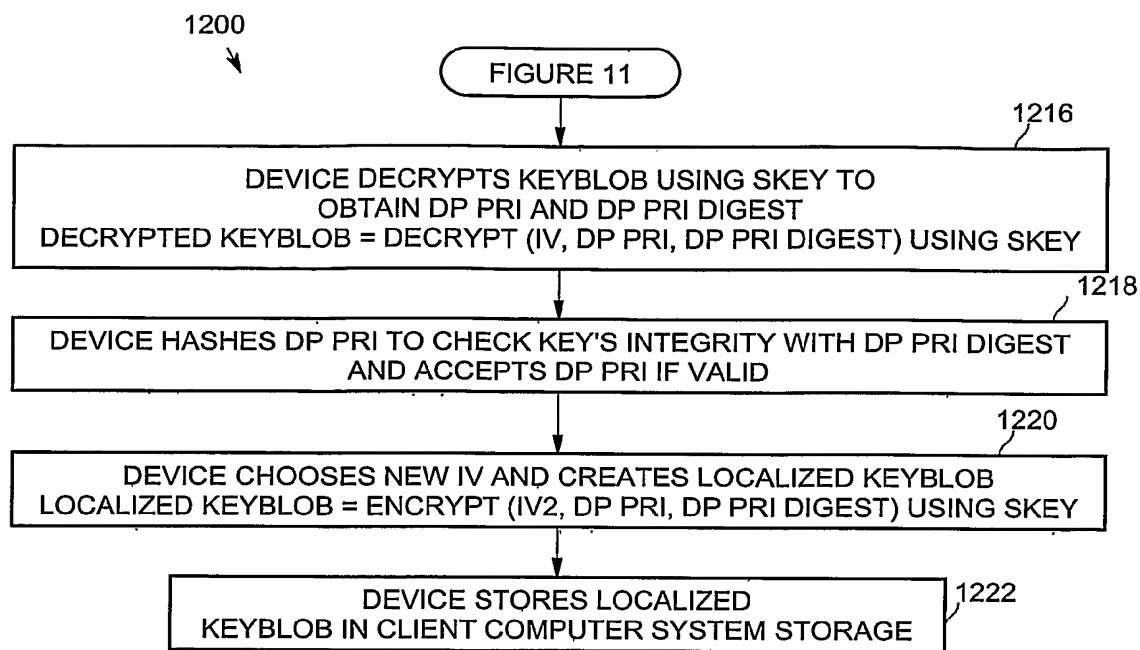 1200
FIGURE 11
1216
DEVICE DECRYPTS KEYBLOB USING SKEY TO
OBTAIN DP PRI AND DP PRI DIGEST
DECRYPTED KEYBLOB = DECRYPT (IV, DP PRI, DP PRI DIGEST) USING SKEY
1218
DEVICE HASHES DP PRI TO CHECK KEY'S INTEGRITY WITH DP PRI DIGEST
AND ACCEPTS DP PRI IF VALID
1220
DEVICE CHOOSES NEW IV AND CREATES LOCALIZED KEYBLOB
LOCALIZED KEYBLOB = ENCRYPT (IV2, DP PRI, DP PRI DIGEST) USING SKEY
1222
DEVICE STORES LOCALIZED
KEYBLOB IN CLIENT COMPUTER SYSTEM STORAGE